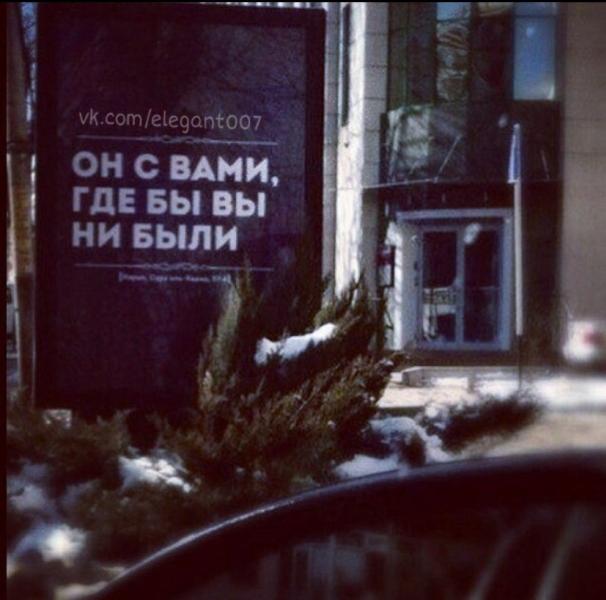 vk.com/elegant007
ОН С ВАМИ,
ГДЕ БЫ ВЫ
НИ БЫЛИ